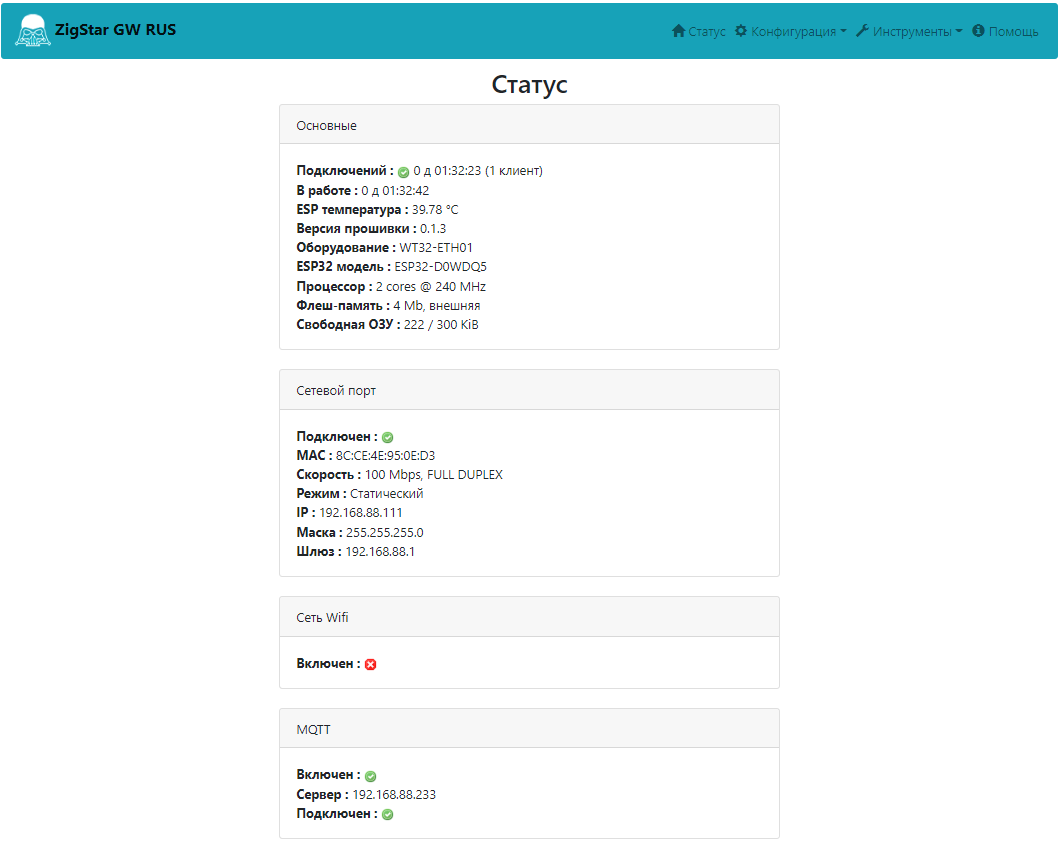 ZigStar GW RUS
Статус Конфигурация Инструменты Помощь
Статус
Основные
Подключений : 0 д 01:32:23 (1 клиент)
В работе : 0 д 01:32:42
ESP температура : 39.78 °C
Версия прошивки : 0.1.3
Оборудование : WT32-ETH01
ESP32 модель : ESP32-D0WDQ5
Процессор : 2 cores @ 240 MHz
Флеш-память : 4 Mb, внешняя
Свободная ОЗУ : 222 / 300 KiB
Сетевой порт
Подключен :
MAC : 8C:CE:4E:95:0E:D3
Скорость : 100 Mbps, FULL DUPLEX
Режим : Статический
IP : 192.168.88.111
Маска : 255.255.255.0
Шлюз : 192.168.88.1
Сеть Wifi
Включен :
MQTT
Включен :
Сервер : 192.168.88.233
Подключен :